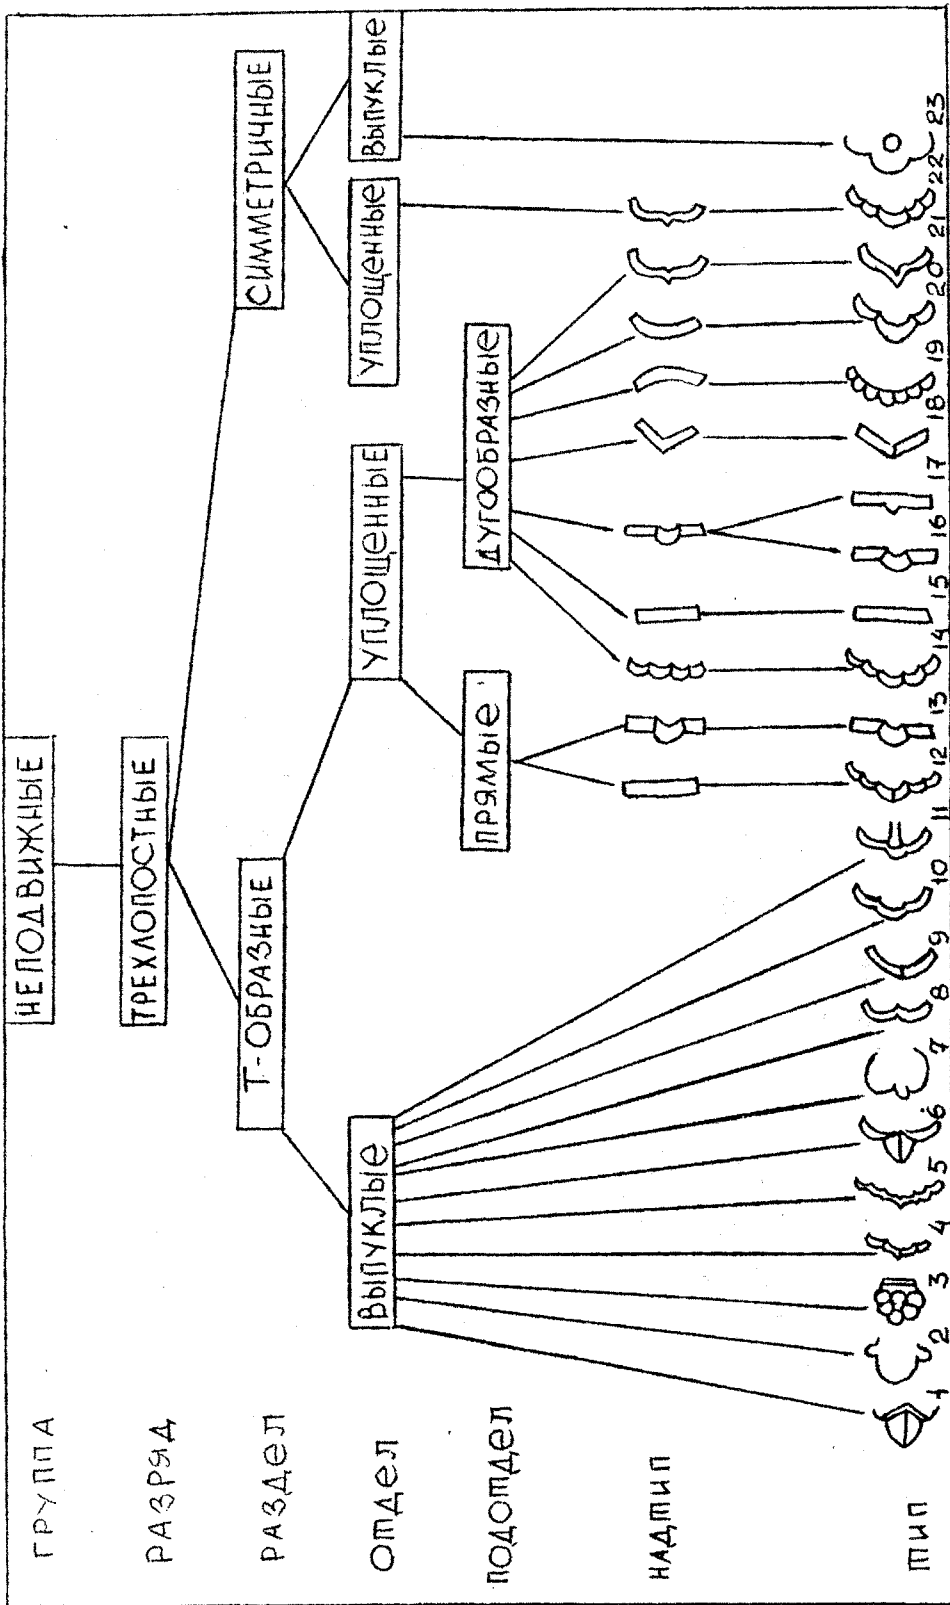 ГРУППА
НЕПОДВИЖНЫЕ
РАЗРЯД
ТРЕХЛОПОСТНЫЕ
РАЗДЕЛ
Т-ОБРАЗНЫЕ
СИММЕТРИЧНЫЕ
ОТДЕЛ
ВЫПУКЛЫЕ
УПЛОЩЕННЫЕ
УПЛОЩЕННЫЕ
ВЫПУКЛЫЕ
ПОДОТДЕЛ
ПРЯМЫЕ
ДУГООБРАЗНЫЕ
НАДТИП
ТИП
1 2 3 4 5 6 7 8 9 10 11 12 13 14 15 16 17 18 19 20 21 22 23